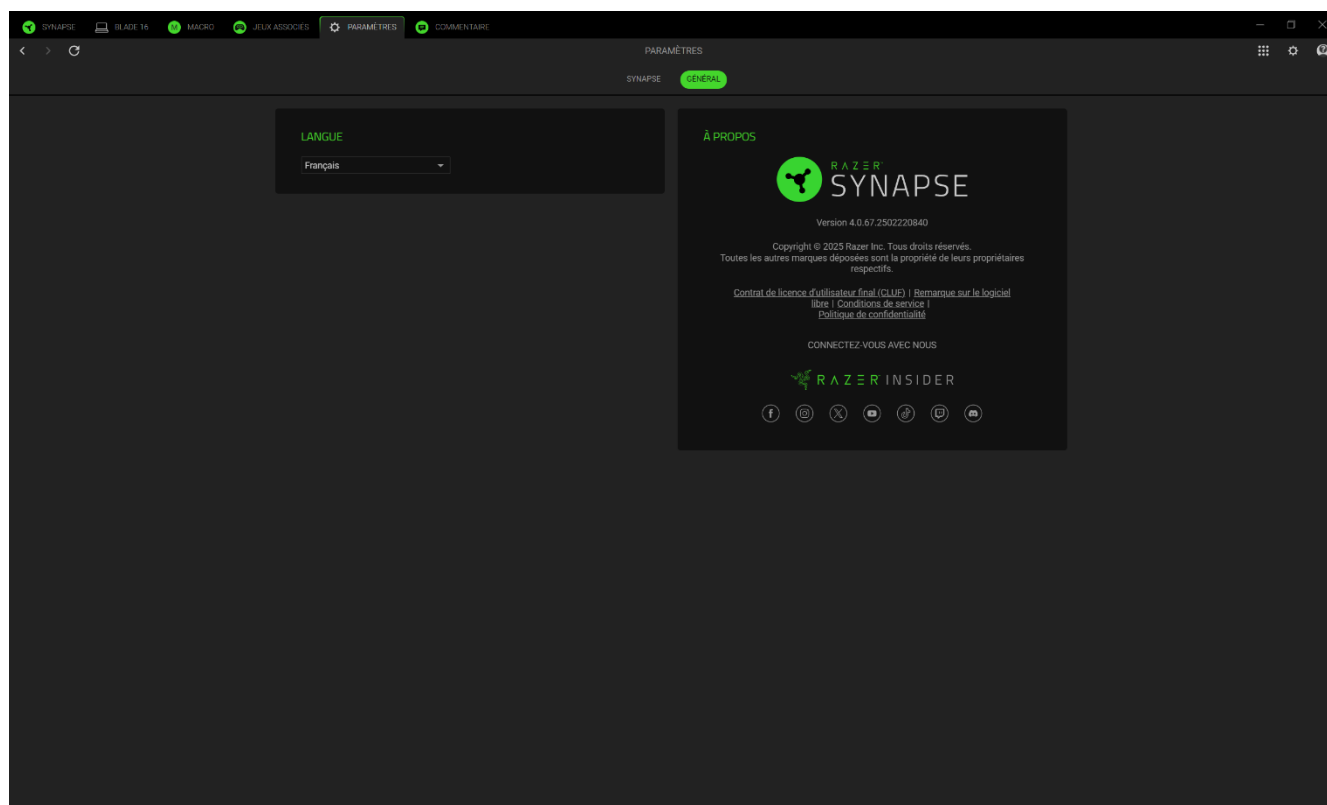 SYNAPSE BLADE 16 MACRO JEUX ASSOCIÉS PARAMÈTRES COMMENTAIRE
PARAMÈTRES
SYNAPSE GÉNÉRAL
LANGUE
Français
À PROPOS
RAZER
SYNAPSE
Version 4.0.67.2502220840
Copyright © 2025 Razer Inc. Tous droits réservés.
Toutes les autres marques déposées sont la propriété de leurs propriétaires
respectifs.
Contrat de licence d'utilisateur final (CLUF) | Remarque sur le logiciel
libre | Conditions de service |
Politique de confidentialité
CONNECTEZ-VOUS AVEC NOUS
RAZER INSIDER